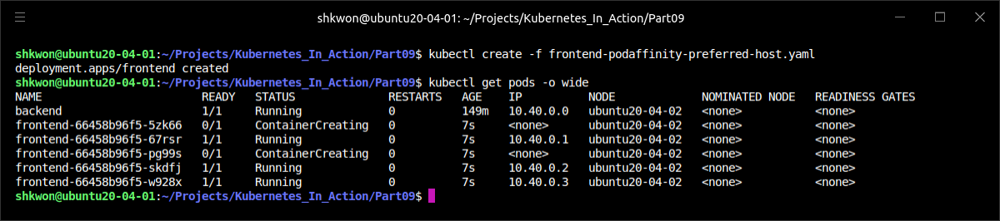 shkwon@ubuntu20-04-01: ~/Projects/Kubernetes_In_Action/Part09
shkwon@ubuntu20-04-01:~/Projects/Kubernetes_In_Action/Part09$ kubectl create -f frontend-podaffinity-preferred-host.yaml
deployment.apps/frontend created
shkwon@ubuntu20-04-01:~/Projects/Kubernetes_In_Action/Part09$ kubectl get pods -o wide
NAME                        READY   STATUS              RESTARTS   AGE    IP          NODE             NOMINATED NODE   READINESS GATES
backend                     1/1     Running             0          149m   10.40.0.0   ubuntu20-04-02   <none>           <none>
frontend-66458b96f5-5zk66   0/1     ContainerCreating   0          7s     <none>      ubuntu20-04-02   <none>           <none>
frontend-66458b96f5-67rsr   1/1     Running             0          7s     10.40.0.1   ubuntu20-04-02   <none>           <none>
frontend-66458b96f5-pg99s   0/1     ContainerCreating   0          7s     <none>      ubuntu20-04-02   <none>           <none>
frontend-66458b96f5-skdfj   1/1     Running             0          7s     10.40.0.2   ubuntu20-04-02   <none>           <none>
frontend-66458b96f5-w928x   1/1     Running             0          7s     10.40.0.3   ubuntu20-04-02   <none>           <none>
shkwon@ubuntu20-04-01:~/Projects/Kubernetes_In_Action/Part09$